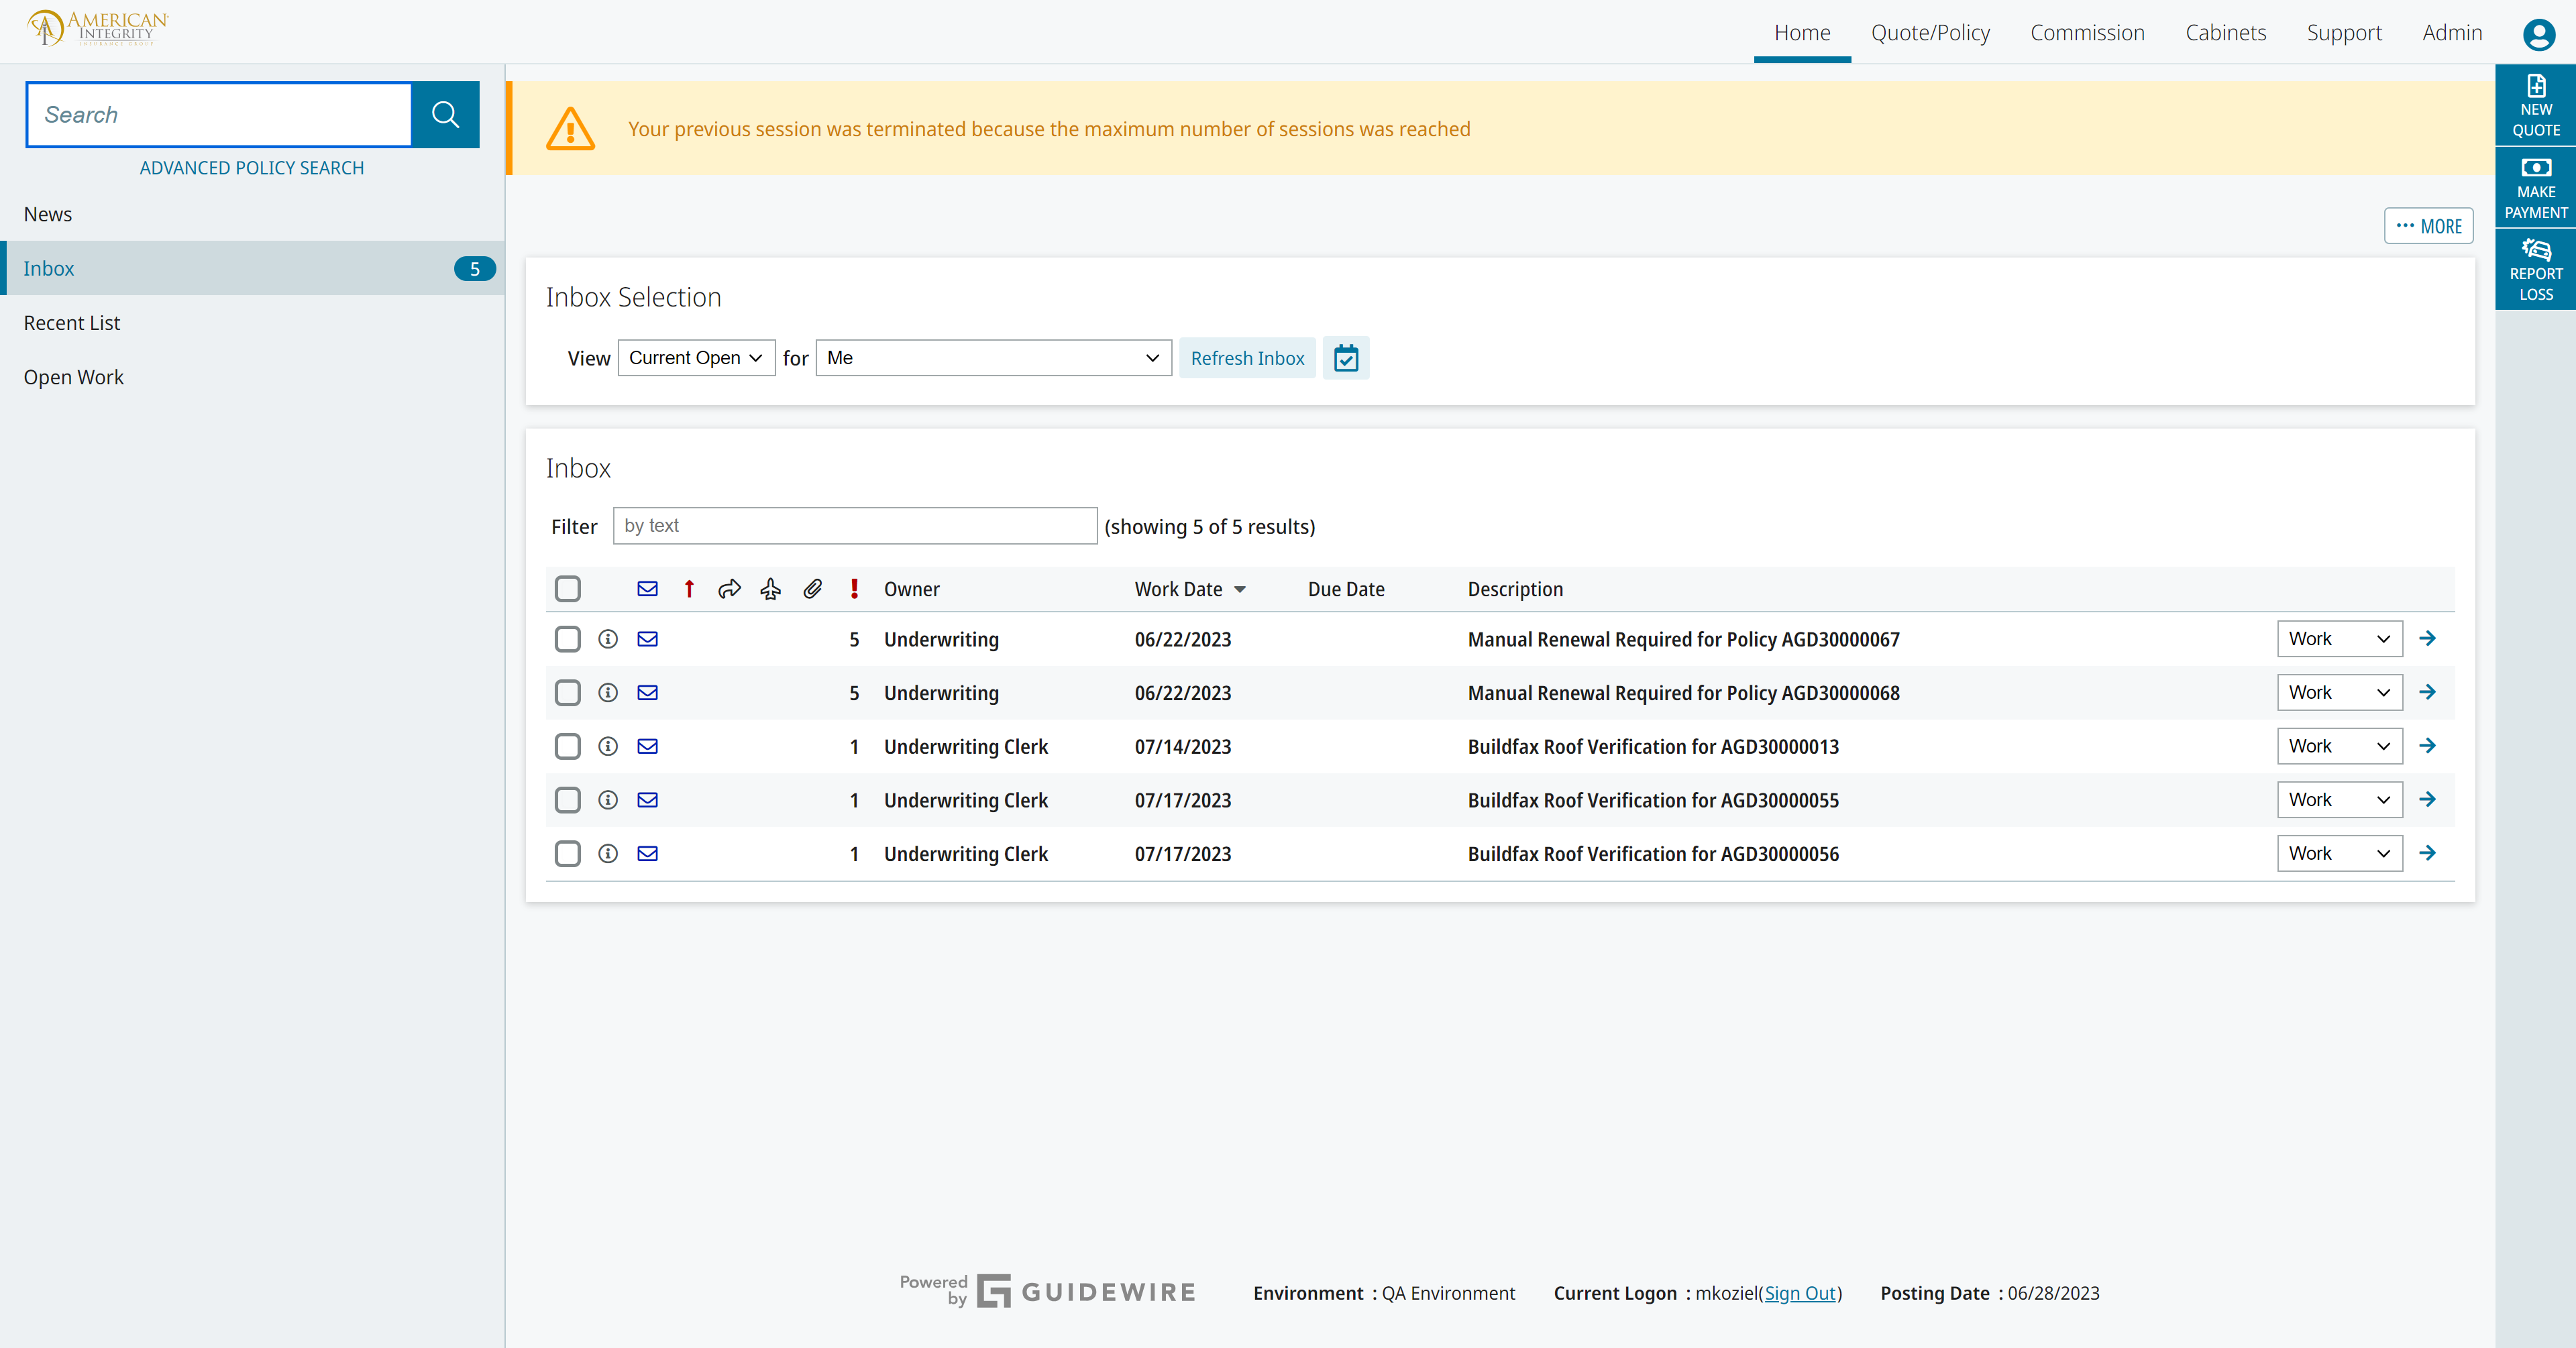 AMERICAN
INTEGRITY
INSURANCE GROUP
Home Quote/Policy Commission Cabinets Support Admin
Search
ADVANCED POLICY SEARCH
News
Inbox 5
Recent List
Open Work
Your previous session was terminated because the maximum number of sessions was reached
NEW
QUOTE
MAKE
PAYMENT
REPORT
LOSS
MORE
Inbox Selection
View Current Open for Me Refresh Inbox
Inbox
Filter by text (showing 5 of 5 results)
Owner Work Date Due Date Description
5 Underwriting 06/22/2023 Manual Renewal Required for Policy AGD30000067 Work
5 Underwriting 06/22/2023 Manual Renewal Required for Policy AGD30000068 Work
1 Underwriting Clerk 07/14/2023 Buildfax Roof Verification for AGD30000013 Work
1 Underwriting Clerk 07/17/2023 Buildfax Roof Verification for AGD30000055 Work
1 Underwriting Clerk 07/17/2023 Buildfax Roof Verification for AGD30000056 Work
Powered
by GUIDEWIRE
Environment : QA Environment Current Logon : mkoziel(Sign Out) Posting Date : 06/28/2023